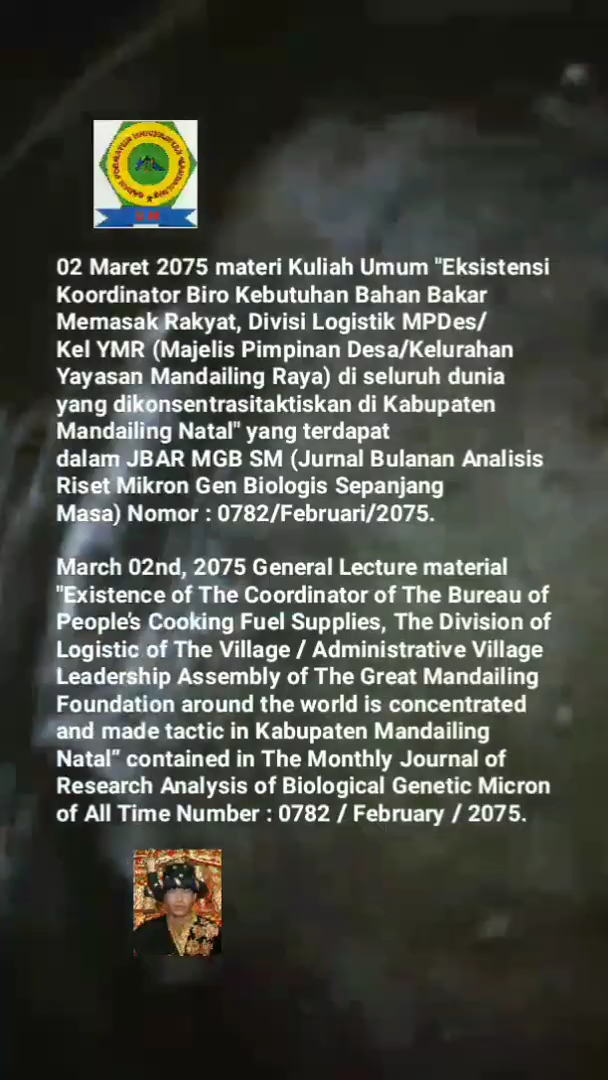 02 Maret 2075 materi Kuliah Umum "Eksistensi
Koordinator Biro Kebutuhan Bahan Bakar
Memasak Rakyat, Divisi Logistik MPDes/
Kel YMR (Majelis Pimpinan Desa/Kelurahan
Yayasan Mandailing Raya) di seluruh dunia
yang dikonsentrasitaktiskan di Kabupaten
Mandailing Natal" yang terdapat
dalam JBAR MGB SM (Jurnal Bulanan Analisis
Riset Mikron Gen Biologis Sepanjang
Masa) Nomor : 0782/Februari/2075.
March 02nd, 2075 General Lecture material
"Existence of The Coordinator of The Bureau of
People's Cooking Fuel Supplies, The Division of
Logistic of The Village / Administrative Village
Leadership Assembly of The Great Mandailing
Foundation around the world is concentrated
and made tactic in Kabupaten Mandailing
Natal" contained in The Monthly Journal of
Research Analysis of Biological Genetic Micron
of All Time Number : 0782 / February / 2075.